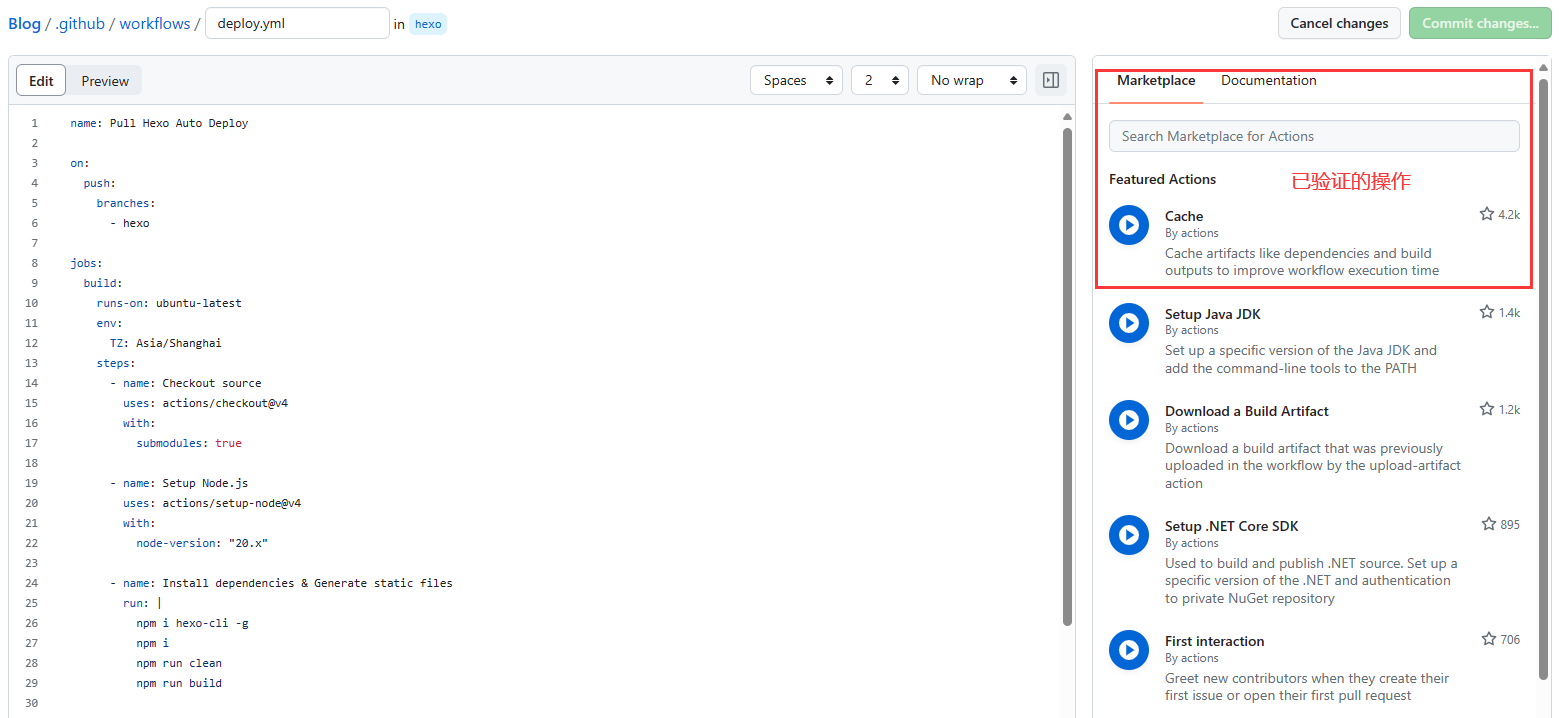 Blog / .github / workflows / deploy.yml in hexo
Cancel changes
Commit changes...
Edit
Preview
Spaces
2
No wrap
1 name: Pull Hexo Auto Deploy
2
3 on:
4 push:
5 branches:
6 - hexo
7
8 jobs:
9 build:
10 runs-on: ubuntu-latest
11 env:
12 TZ: Asia/Shanghai
13 steps:
14 - name: Checkout source
15 uses: actions/checkout@v4
16 with:
17 submodules: true
18
19 - name: Setup Node.js
20 uses: actions/setup-node@v4
21 with:
22 node-version: "20.x"
23
24 - name: Install dependencies & Generate static files
25 run: |
26 npm i hexo-cli -g
27 npm i
28 npm run clean
29 npm run build
30
Marketplace
Documentation
Search Marketplace for Actions
Featured Actions
已验证的操作
Cache
4.2k
By actions
Cache artifacts like dependencies and build
outputs to improve workflow execution time
Setup Java JDK
1.4k
By actions
Set up a specific version of the Java JDK and
add the command-line tools to the PATH
Download a Build Artifact
1.2k
By actions
Download a build artifact that was previously
uploaded in the workflow by the upload-artifact
action
Setup .NET Core SDK
895
By actions
Used to build and publish .NET source. Set up a
specific version of the .NET and authentication
to private NuGet repository
First interaction
706
By actions
Greet new contributors when they create their
first issue or open their first pull request